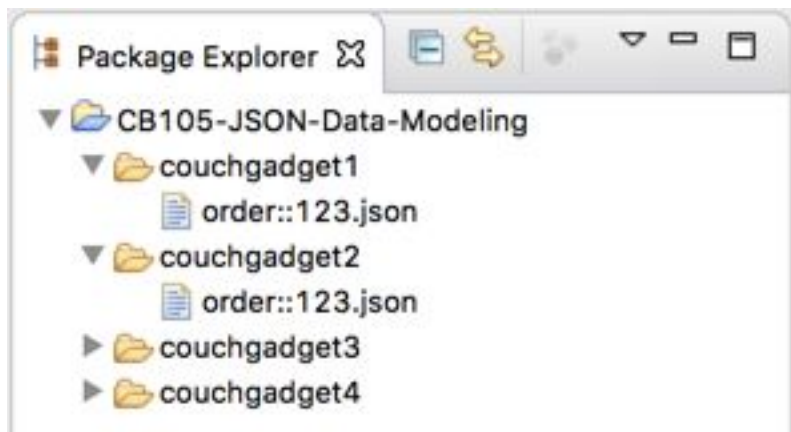 Package Explorer
CB105-JSON-Data-Modeling
couchgadget1
order::123.json
couchgadget2
order::123.json
couchgadget3
couchgadget4